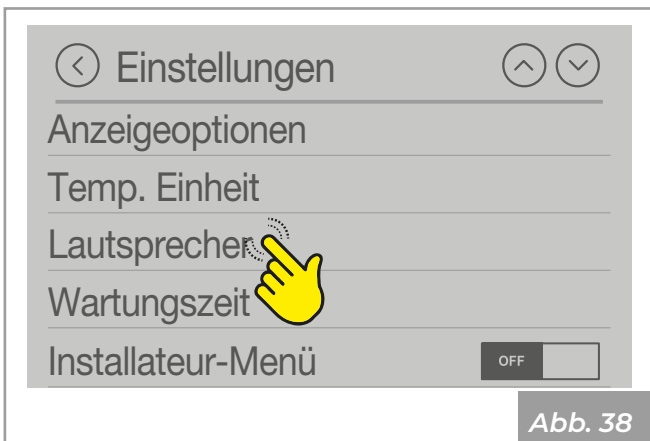 Einstellungen
Anzeigeoptionen
Temp. Einheit
Lautsprecher
Wartungszeit
Installateur-Menü OFF
Abb. 38